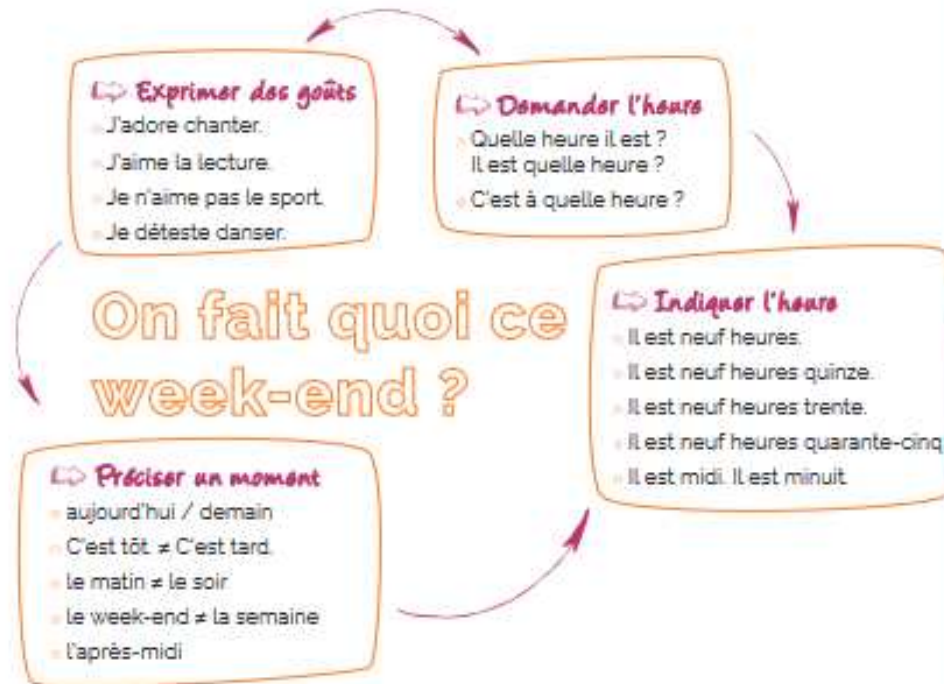 Exprimer des goûts
J'adore chanter.
J'aime la lecture.
Je n'aime pas le sport.
Je déteste danser.
Demander l'heure
Quelle heure il est ?
Il est quelle heure ?
C'est à quelle heure ?
On fait quoi ce
week-end ?
Indiquer l'heure
Il est neuf heures.
Il est neuf heures quinze.
Il est neuf heures trente.
Il est neuf heures quarante-cinq
Il est midi. Il est minuit.
Préciser un moment
aujourd'hui / demain
C'est tôt. ≠ C'est tard.
le matin ≠ le soir
le week-end ≠ la semaine
l'après-midi